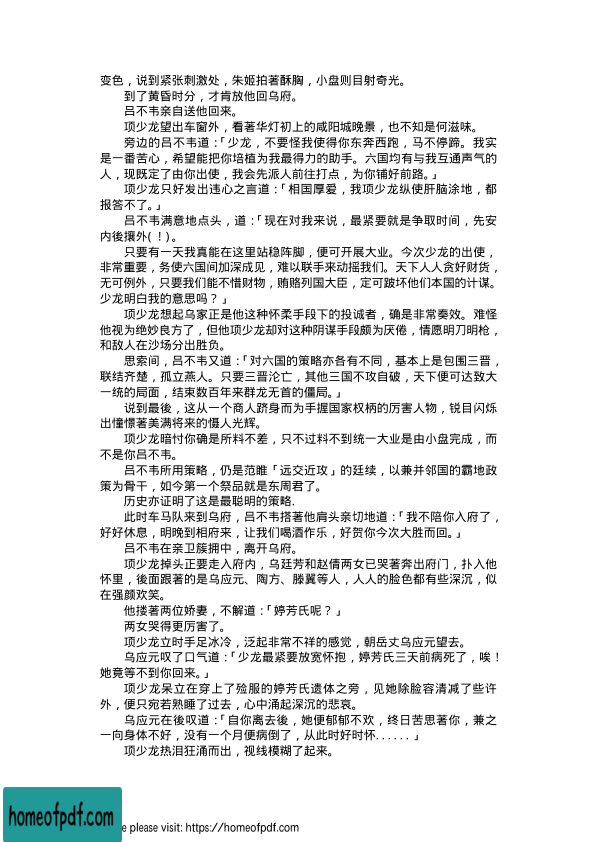 变色，说到紧张刺激处，朱姬拍著酥胸，小盘则目射奇光。
到了黄昏时分，才肯放他回乌府。
吕不韦亲自送他回来。
项少龙望出车窗外，看著华灯初上的咸阳城晚景，也不知是何滋味。
旁边的吕不韦道：「少龙，不要怪我使得你东奔西跑，马不停蹄。我实
是一番苦心，希望能把你培植为我最得力的助手。六国均有与我互通声气的
人，现既定了由你出使，我会先派人前往打点，为你铺好前路。」
项少龙只好发出违心之言道：「相国厚爱，我项少龙纵使肝脑涂地，都
报答不了。」
吕不韦满意地点头，道：「现在对我来说，最紧要就是争取时间，先安
内後攘外(！)。
只要有一天我真能在这里站稳阵脚，便可开展大业。今次少龙的出使，
非常重要，务使六国间加深成见，难以联手来动摇我们。天下人人贪好财货，
无可例外，只要我们能不惜财物，贿赂列国大臣，定可跛坏他们本国的计谋。
少龙明白我的意思吗？」
项少龙想起乌家正是他这种怀柔手段下的投诚者，确是非常奏效。难怪
他视为绝妙良方了，但他项少龙却对这种阴谋手段颇为厌倦，情愿明刀明枪，
和敌人在沙场分出胜负。
思索间，吕不韦又道：「对六国的策略亦各有不同，基本上是包围三晋，
联结齐楚，孤立燕人。只要三晋沦亡，其他三国不攻自破，天下便可达致大
一统的局面，结束数百年来群龙无首的僵局。」
说到最後，这从一个商人跻身而为手握国家权柄的厉害人物，锐目闪烁
出憧憬著美满将来的慑人光辉。
项少龙暗忖你确是所料不差，只不过料不到统一大业是由小盘完成，而
不是你吕不韦。
吕不韦所用策略，仍是范睢「远交近攻」的廷续，以兼并邻国的霸地政
策为骨干，如今第一个祭品就是东周君了。
历史亦证明了这是最聪明的策略.
此时车马队来到乌府，吕不韦搭著他肩头亲切地道：「我不陪你入府了，
好好休息，明晚到相府来，让我们喝酒作乐，好贺你今次大胜而回。」
吕不韦在亲卫簇拥中，离开乌府。
项少龙掉头正要走入府内，乌廷芳和赵倩两女已哭著奔出府门，扑入他
怀里，後面跟著的是乌应元、陶方、滕翼等人，人人的脸色都有些深沉，似
在强颜欢笑。
他搂著两位娇妻，不解道：「婷芳氏呢？」
两女哭得更厉害了。
项少龙立时手足冰冷，泛起非常不祥的感觉，朝岳丈乌应元望去。
乌应元叹了口气道：「少龙最紧要放宽怀抱，婷芳氏三天前病死了，唉！
她竟等不到你回来。」
项少龙呆立在穿上了殓服的婷芳氏遗体之旁，见她除脸容清减了些许
外，便只宛若熟睡了过去，心中涌起深沉的悲哀。
乌应元在後叹道：「自你离去後，她便郁郁不欢，终日苦思著你，兼之
一向身体不好，没有一个月便病倒了，从此时好时怀......」
项少龙热泪狂涌而出，视线模糊了起来。
homeofpdf.com
e please visit: https://homeofpdf.com